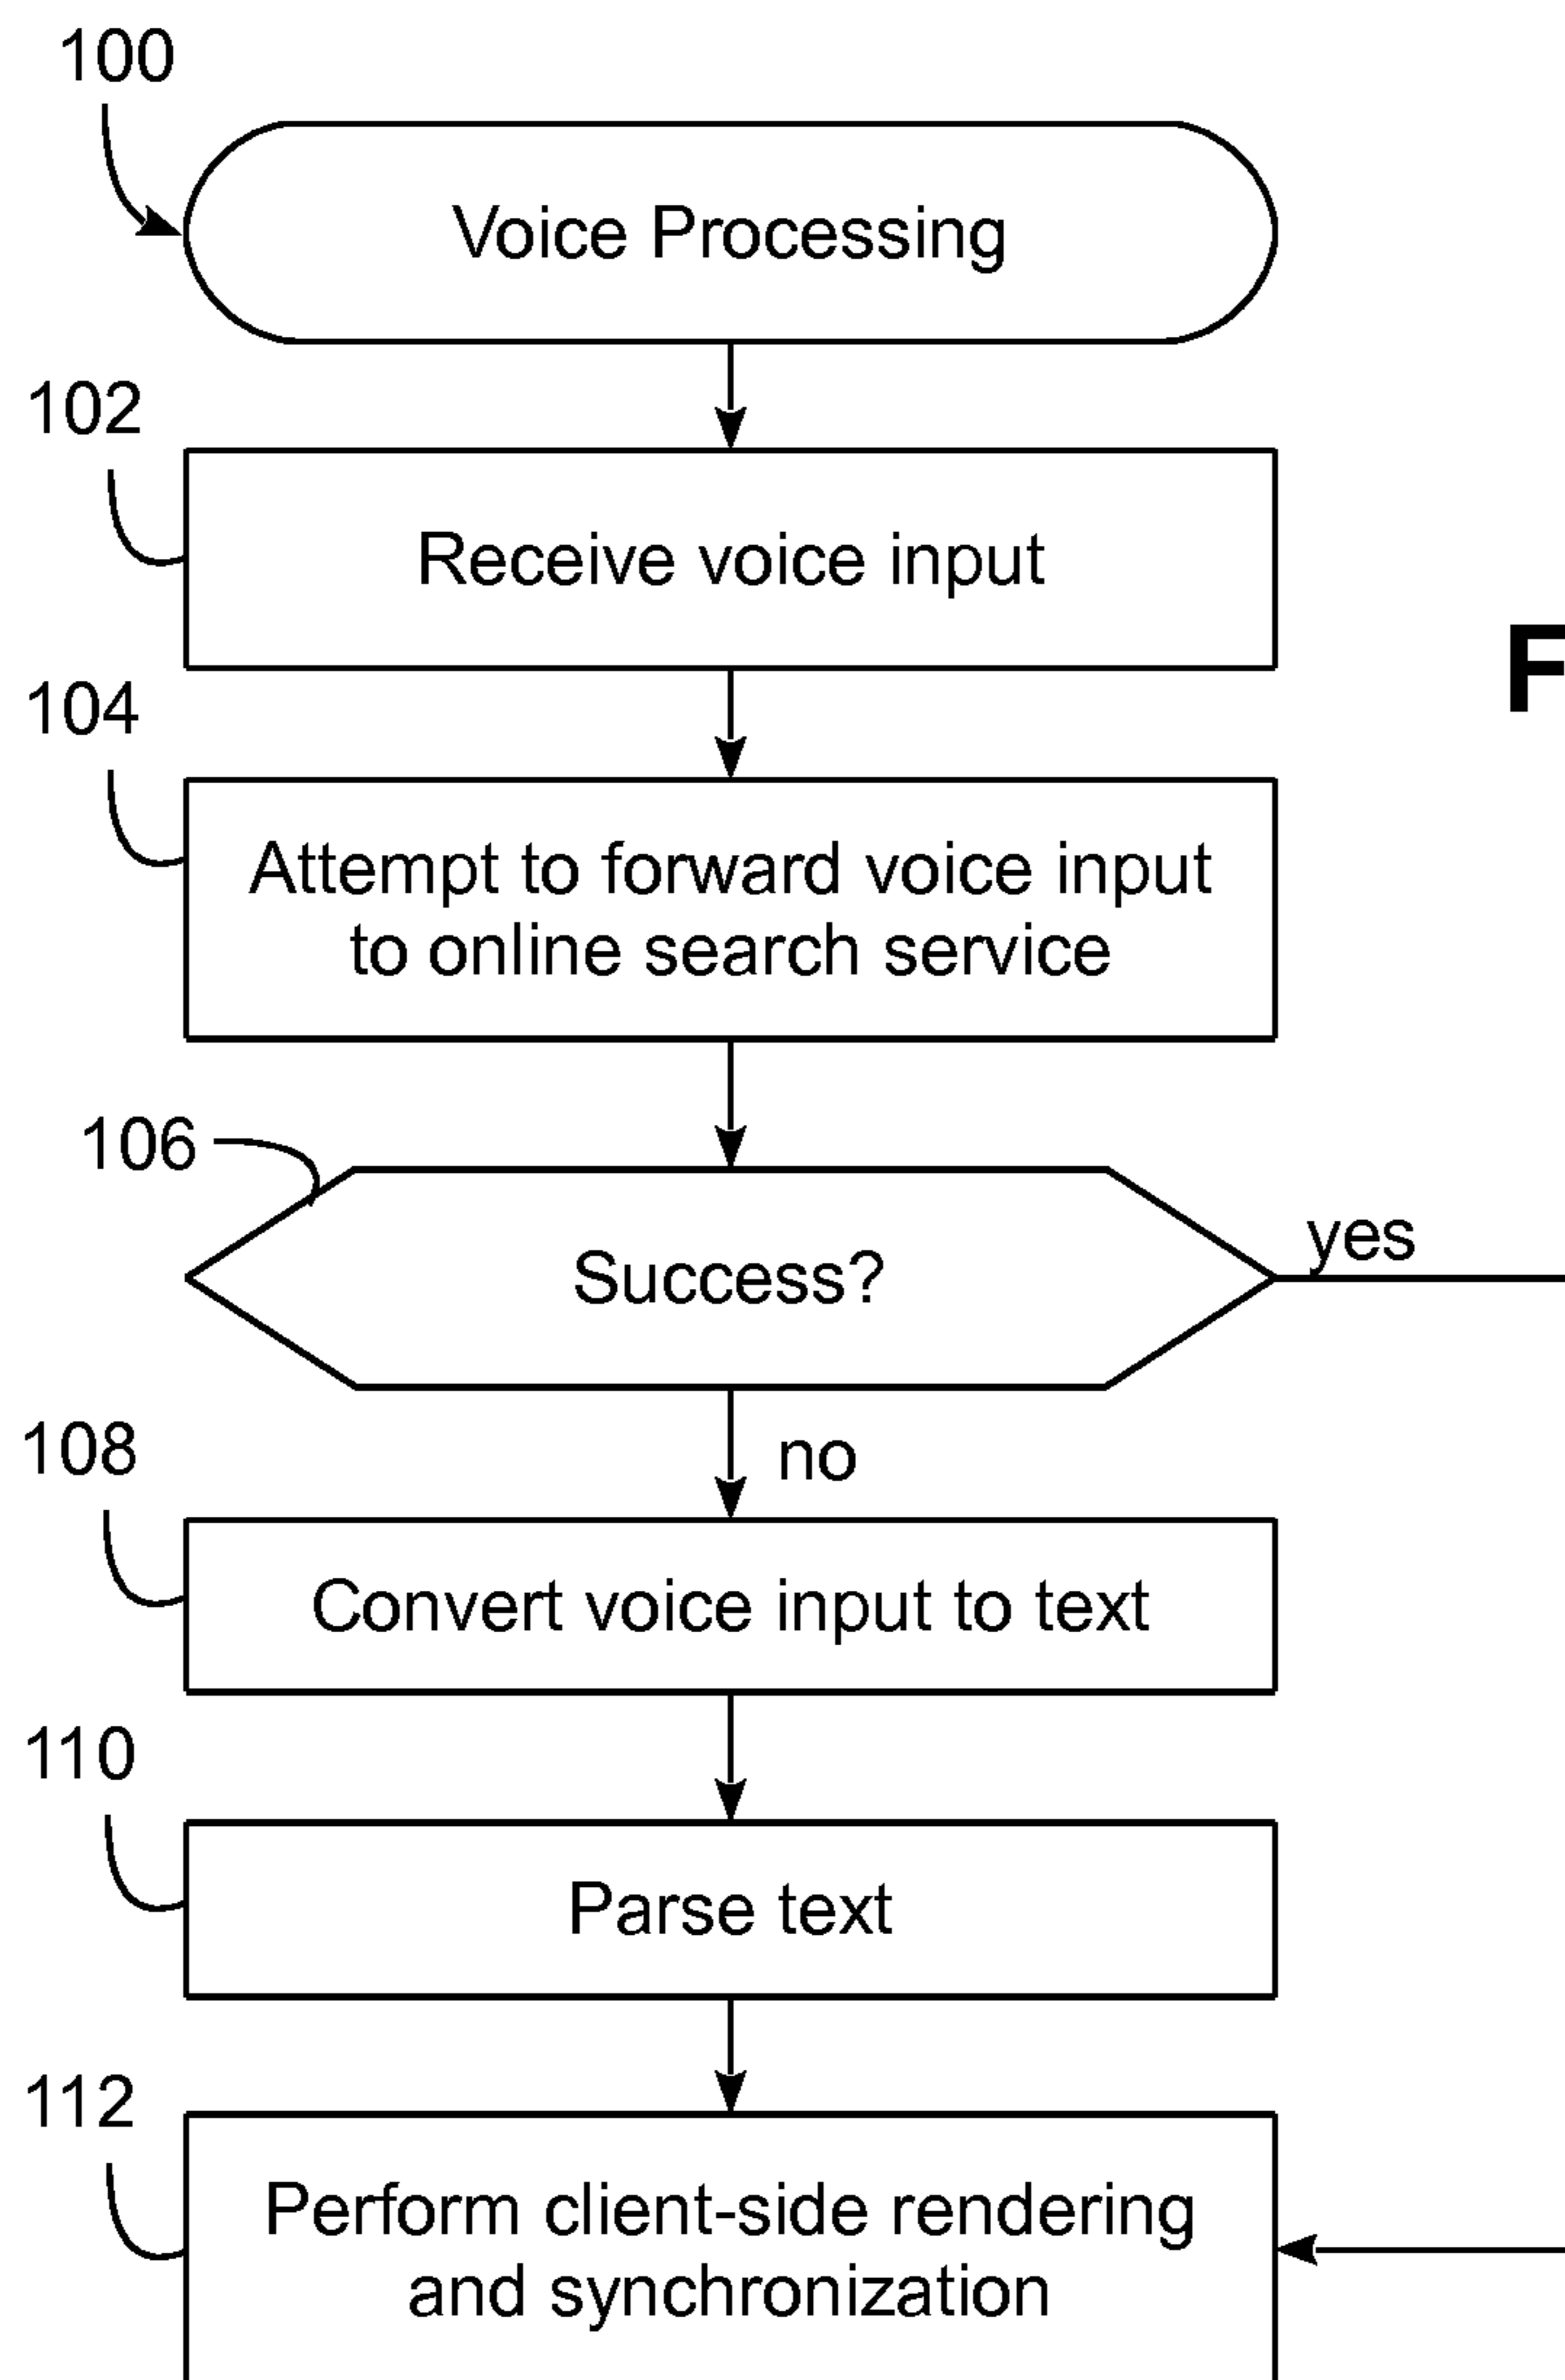 100
Voice Processing
102
Receive voice input
F
104
Attempt to forward voice input
to online search service
106
Success?
yes
no
108
Convert voice input to text
110
Parse text
112
Perform client-side rendering
and synchronization